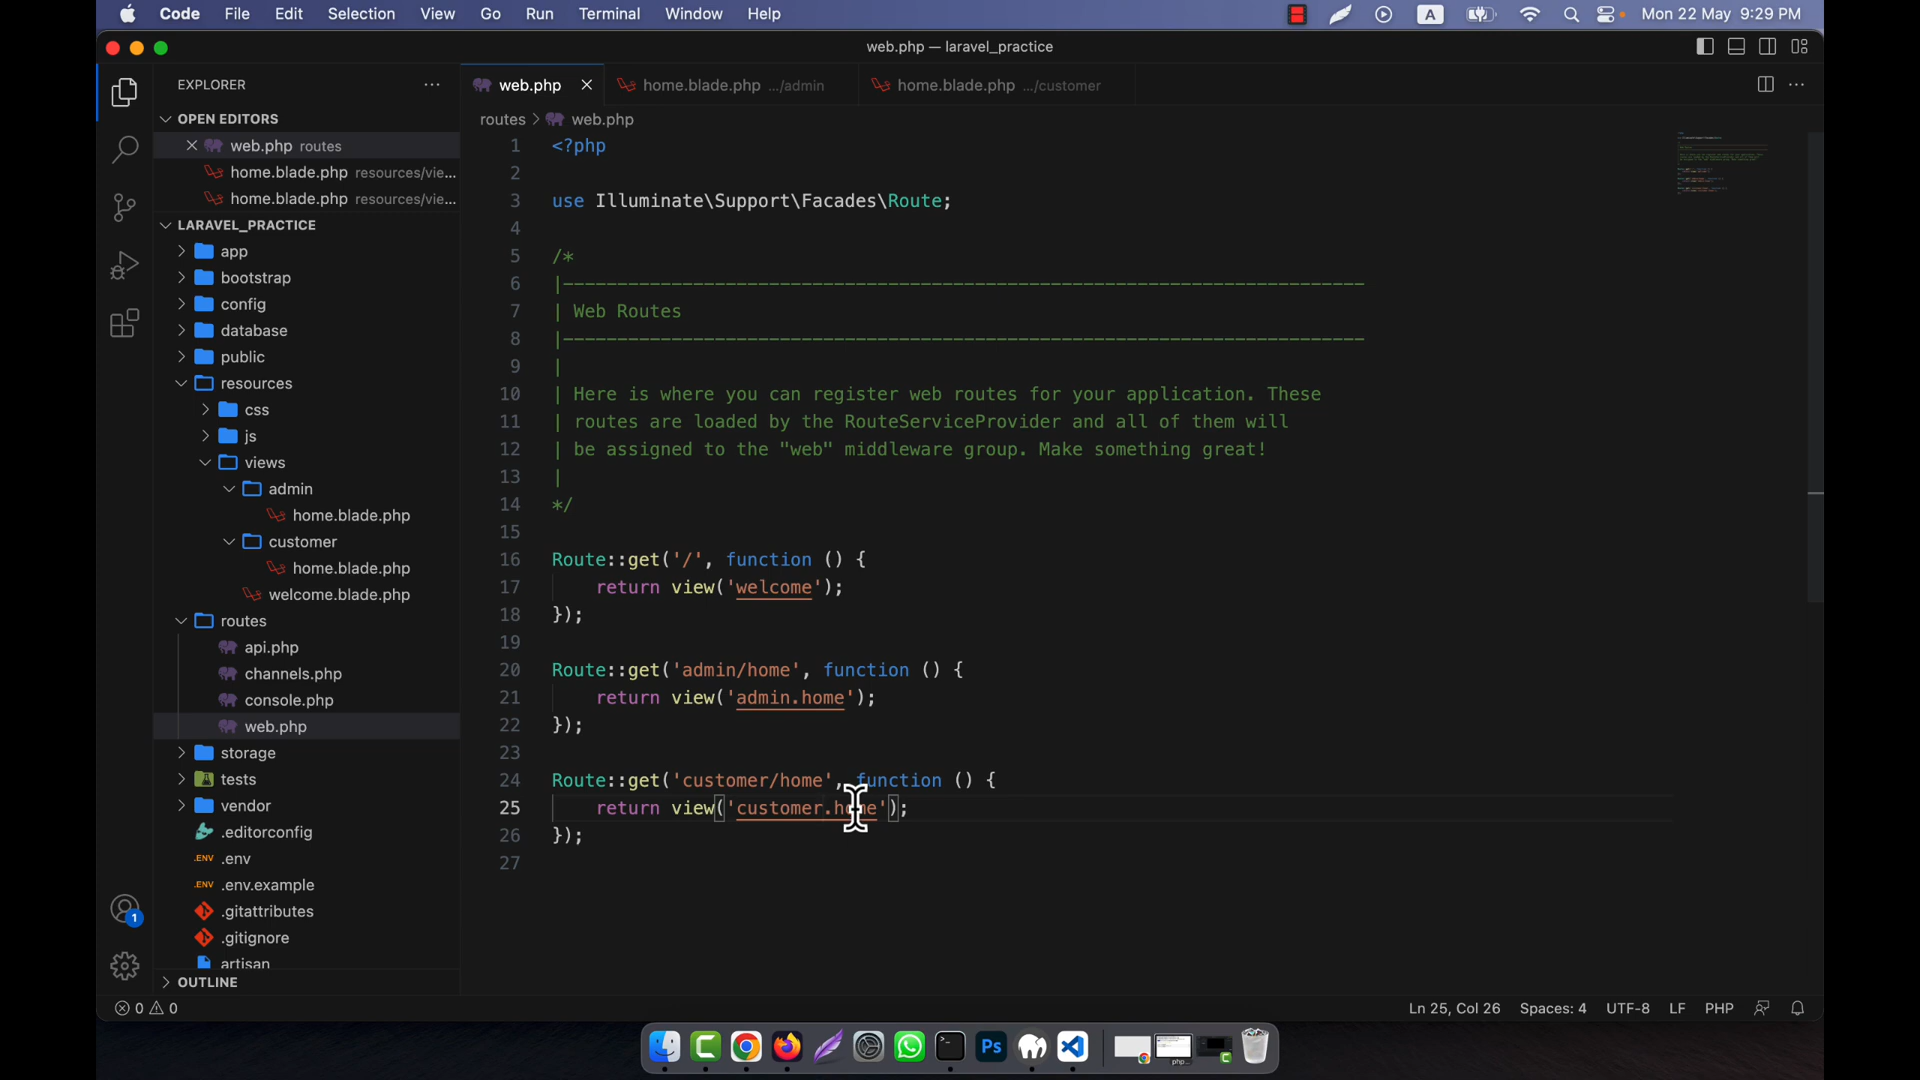 Code File Edit Selection View Go Run Terminal Window Help
A
Mon 22 May 9:29 PM
web.php — laravel_practice
EXPLORER
web.php
home.blade.php .../admin
home.blade.php .../customer
OPEN EDITORS
web.php routes
home.blade.php resources/vie...
home.blade.php resources/vie...
LARAVEL_PRACTICE
app
bootstrap
config
database
public
resources
css
js
views
admin
home.blade.php
customer
home.blade.php
welcome.blade.php
routes
api.php
channels.php
console.php
web.php
storage
tests
vendor
.editorconfig
.ENV .env
.ENV .env.example
.gitattributes
.gitignore
artisan
OUTLINE
1
routes > web.php
1 <?php
2
3 use Illuminate\Support\Facades\Route;
4
5 /*
6 |--------------------------------------------------------------------------
7 | Web Routes
8 |--------------------------------------------------------------------------
9 |
10 | Here is where you can register web routes for your application. These
11 | routes are loaded by the RouteServiceProvider and all of them will
12 | be assigned to the "web" middleware group. Make something great!
13 |
14 */
15
16 Route::get('/', function () {
17 return view('welcome');
18 });
19
20 Route::get('admin/home', function () {
21 return view('admin.home');
22 });
23
24 Route::get('customer/home', function () {
25 return view('customer.home');
26 });
27
0 0
Ln 25, Col 26 Spaces: 4 UTF-8 LF PHP
Ps